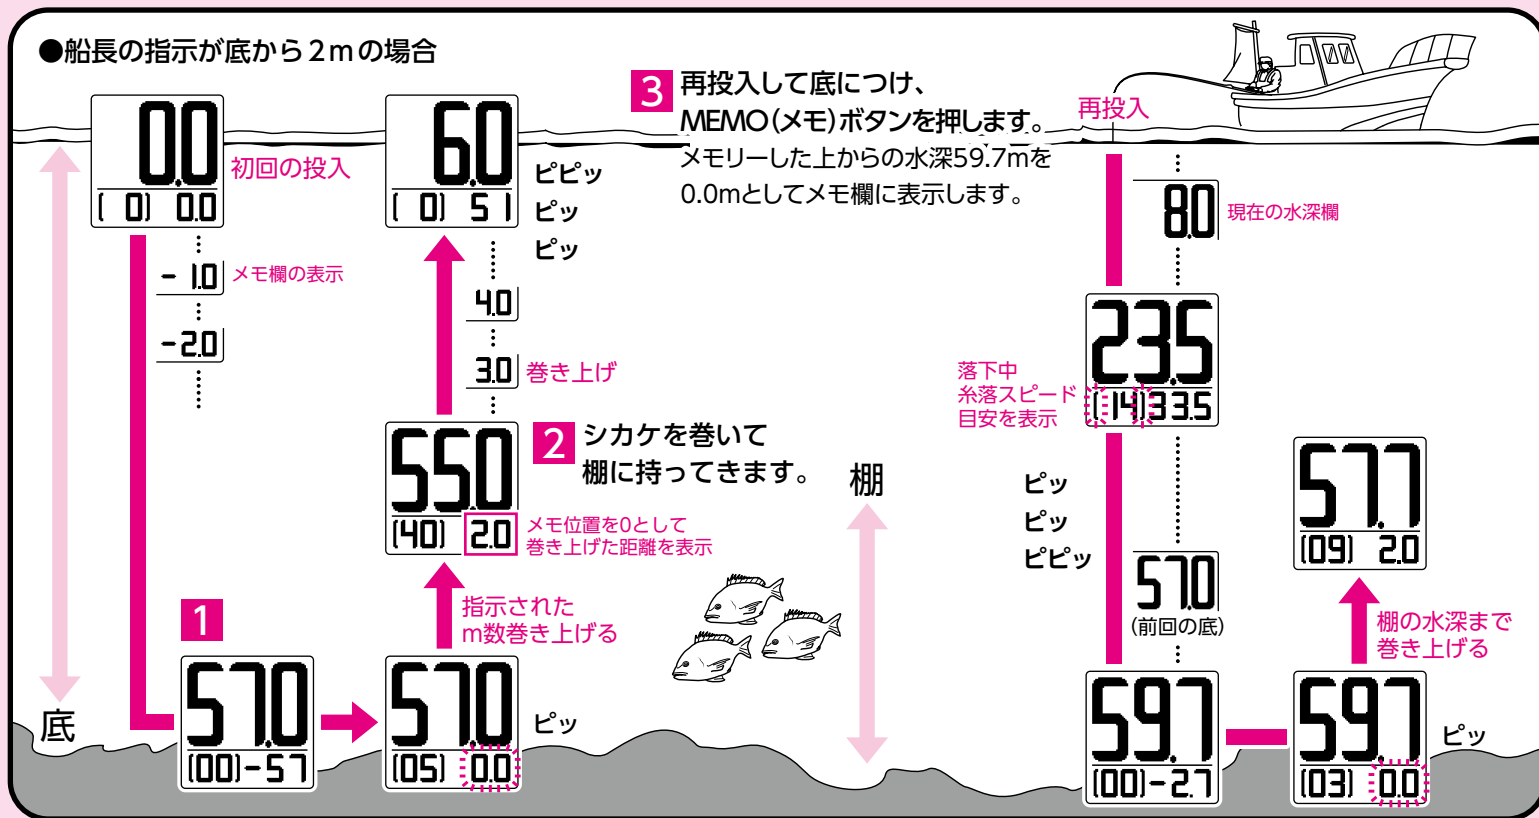 ●船長の指示が底から2mの場合
0.0
( 0) 0.0
初回の投入
- 1.0
メモ欄の表示
-2.0
底
1
57.0
(00)-57
57.0
(05) 0.0
ピッ
指示された
m数巻き上げる
2
シカケを巻いて
棚に持ってきます。
55.0
(40) 2.0
メモ位置を0として
巻き上げた距離を表示
3.0
巻き上げ
4.0
6.0
( 0) 51
ピピッ
ピッ
ピッ
棚
3
再投入して底につけ、
MEMO(メモ)ボタンを押します。
メモリーした上からの水深59.7mを
0.0mとしてメモ欄に表示します。
再投入
8.0
現在の水深欄
23.5
(14)33.5
落下中
糸落スピード
目安を表示
ピッ
ピッ
ピピッ
57.0
(前回の底)
59.7
(00)-2.7
59.7
(03) 0.0
ピッ
棚の水深まで
巻き上げる
57.7
(09) 2.0